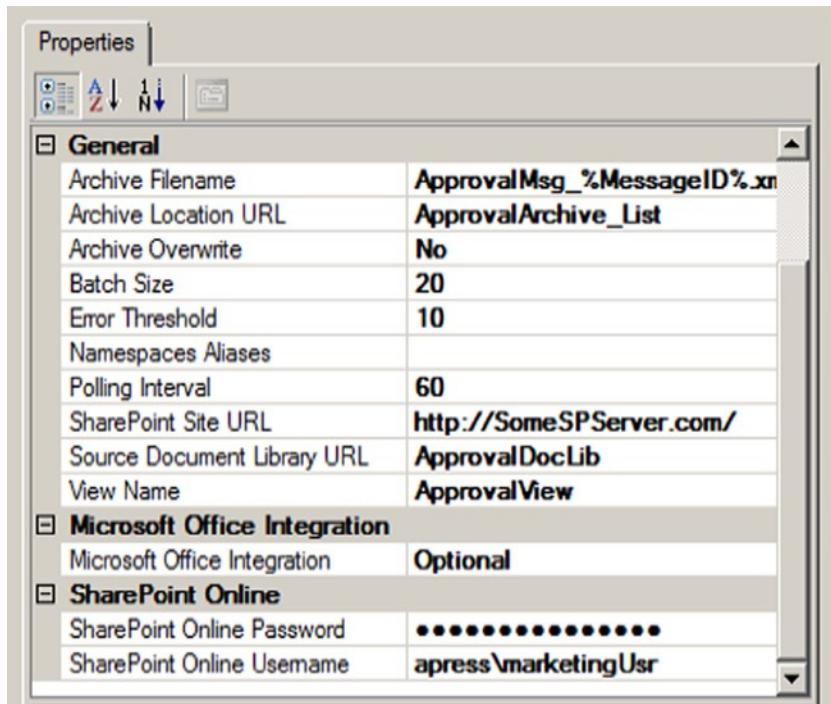 Properties
General
Archive Filename ApprovalMsg_%MessageID%.xm
Archive Location URL ApprovalArchive_List
Archive Overwrite No
Batch Size 20
Error Threshold 10
Namespaces Aliases
Polling Interval 60
SharePoint Site URL http://SomeSPServer.com/
Source Document Library URL ApprovalDocLib
View Name ApprovalView
Microsoft Office Integration
Microsoft Office Integration Optional
SharePoint Online
SharePoint Online Password ●●●●●●●●●●●●●●●
SharePoint Online Username apress\marketingUsr